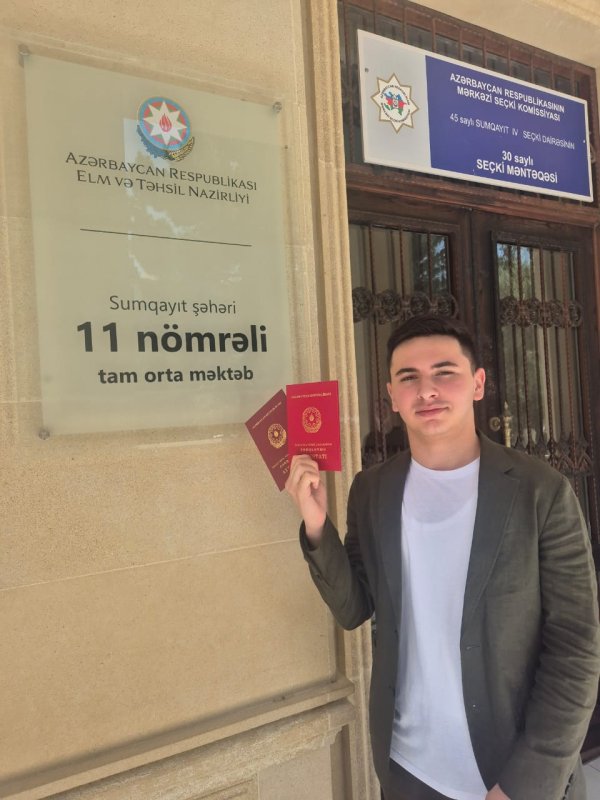 AZƏRBAYCAN RESPUBLİKASI
ELM VƏ TƏHSİL NAZİRLİYİ
Sumqayıt şəhəri
11 nömrəli
tam orta məktəb
AZƏRBAYCAN RESPUBLİKASININ
MƏRKƏZİ SEÇKİ KOMİSSİYASI
45 saylı SUMQAYIT IV SEÇKİ DAİRƏSİNİN
30 saylı
SEÇKİ MƏNTƏQƏSİ